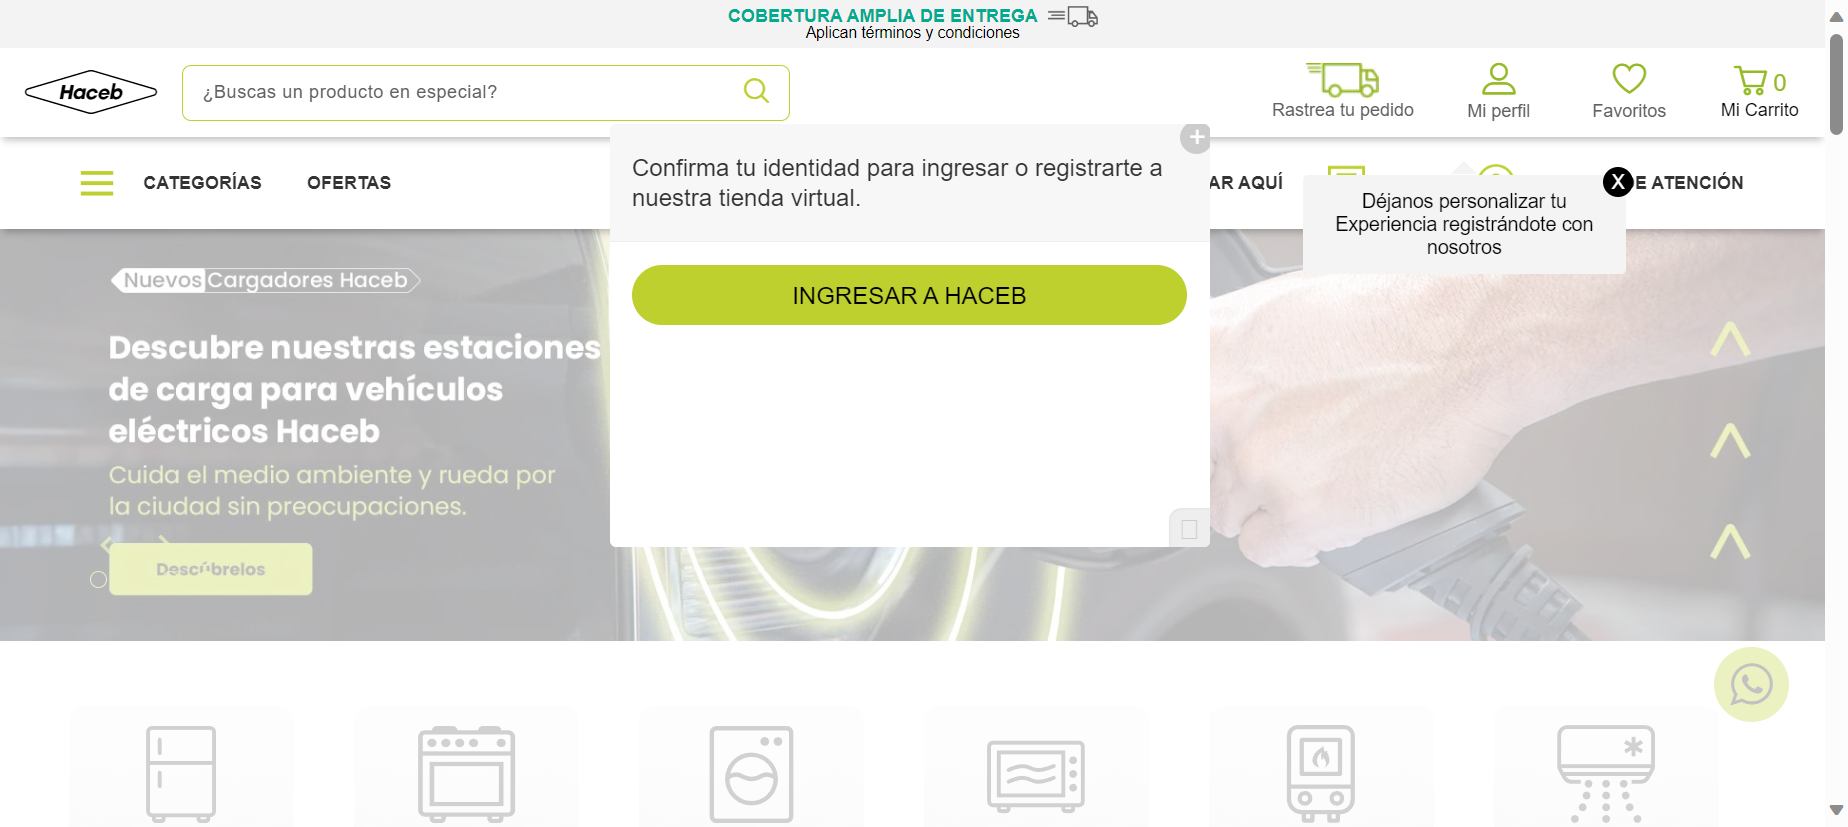 COBERTURA AMPLIA DE ENTREGA
Aplican términos y condiciones
Haceb
¿Buscas un producto en especial?
Rastrea tu pedido
Mi perfil
Favoritos
0
Mi Carrito
CATEGORÍAS
OFERTAS
AR AQUÍ
E ATENCIÓN
Confirma tu identidad para ingresar o registrarte a
nuestra tienda virtual.
INGRESAR A HACEB
X
Déjanos personalizar tu
Experiencia registrándote con
nosotros
Nuevos Cargadores Haceb
Descubre nuestras estaciones
de carga para vehículos
eléctricos Haceb
Cuida el medio ambiente y rueda por
la ciudad sin preocupaciones.
Descúbrelos